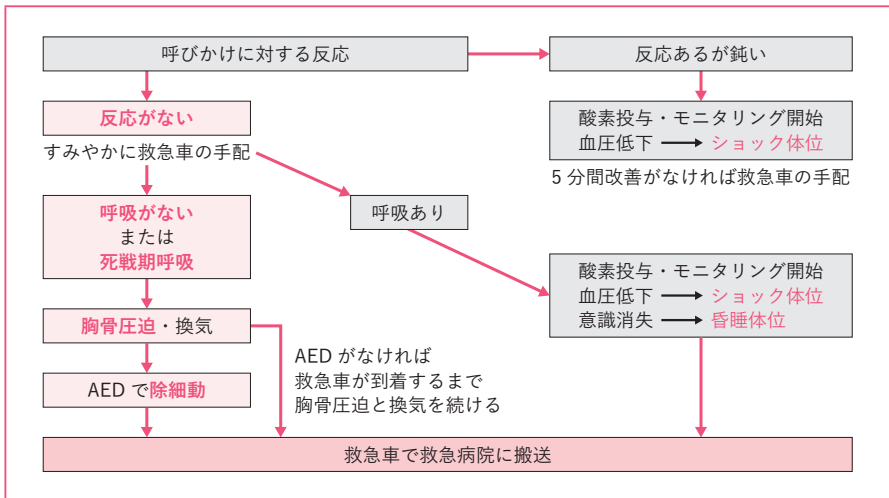 呼びかけに対する反応
反応あるが鈍い
反応がない
すみやかに救急車の手配
酸素投与・モニタリング開始
血圧低下 → ショック体位
5 分間改善がなければ救急車の手配
呼吸がない
または
死戦期呼吸
呼吸あり
酸素投与・モニタリング開始
血圧低下 → ショック体位
意識消失 → 昏睡体位
胸骨圧迫・換気
AED がなければ
救急車が到着するまで
胸骨圧迫と換気を続ける
AED で除細動
救急車で救急病院に搬送